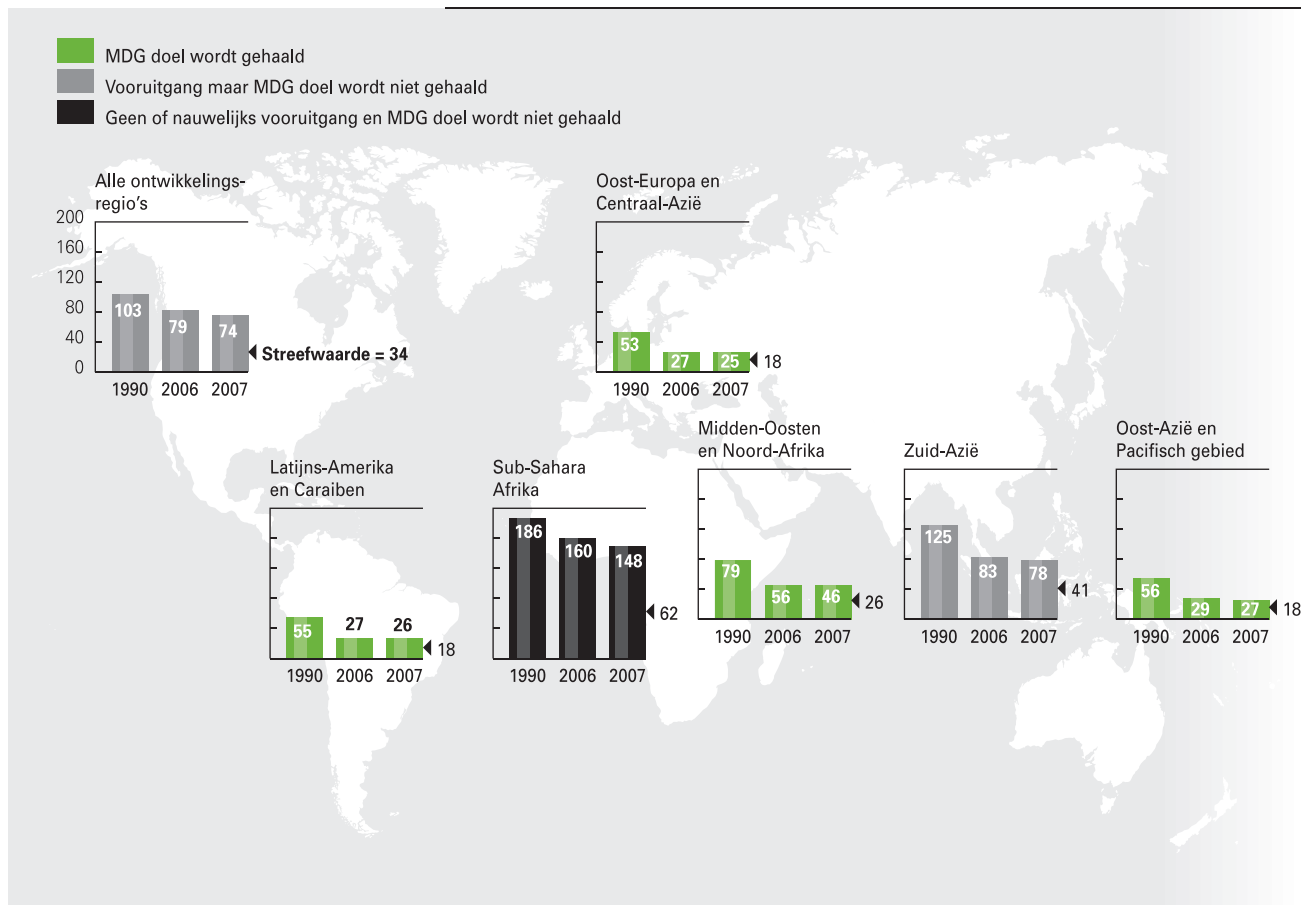 MDG doel wordt gehaald
Vooruitgang maar MDG doel wordt niet gehaald
Geen of nauwelijks vooruitgang en MDG doel wordt niet gehaald
Alle ontwikkelings-
regio's
200
160
120
80
40
0
103
79
74
Streefwaarde = 34
1990 2006 2007
Oost-Europa en
Centraal-Azië
53
27
25
18
1990 2006 2007
Latijns-Amerika
en Caraiben
55
27
26
18
1990 2006 2007
Sub-Sahara
Afrika
186
160
148
62
1990 2006 2007
Midden-Oosten
en Noord-Afrika
79
56
46
26
1990 2006 2007
Zuid-Azië
125
83
78
41
1990 2006 2007
Oost-Azië en
Pacifisch gebied
56
29
27
18
1990 2006 2007